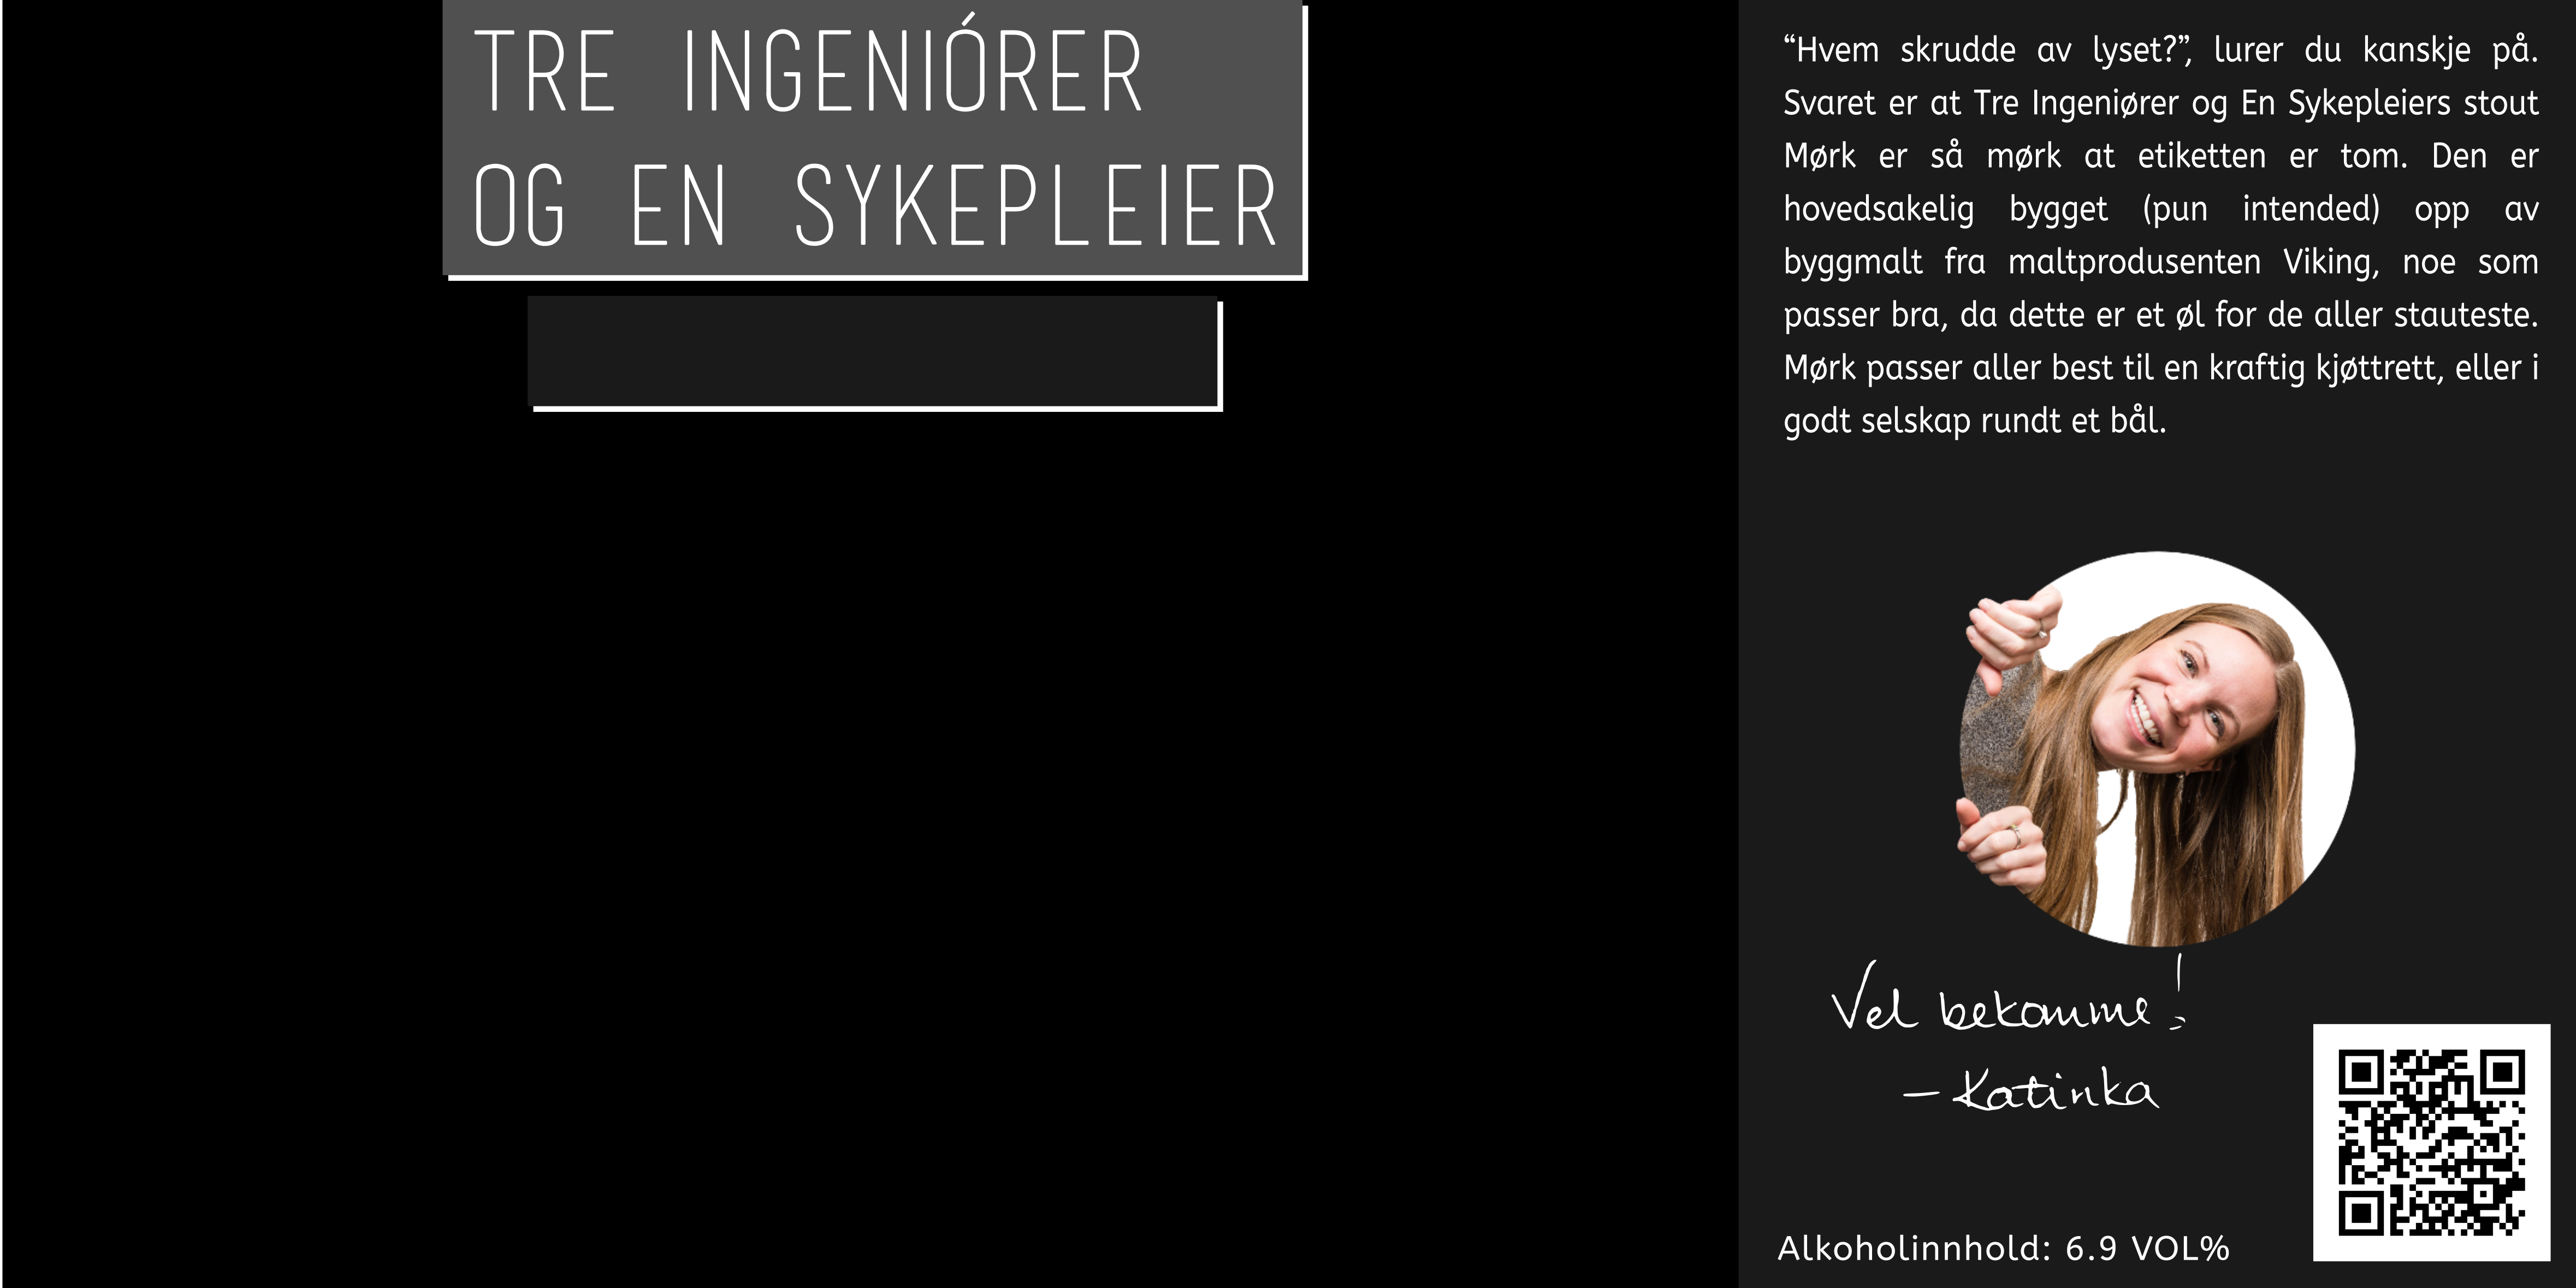 TRE INGENIÓRER
OG EN SYKEPLEIER
“Hvem skrudde av lyset?”, lurer du kanskje på.
Svaret er at Tre Ingeniører og En Sykepleiers stout
Mørk er så mørk at etiketten er tom. Den er
hovedsakelig bygget (pun intended) opp av
byggmalt fra maltprodusenten Viking, noe som
passer bra, da dette er et øl for de aller stauteste.
Mørk passer aller best til en kraftig kjøttrett, eller i
godt selskap rundt et bål.
Vel bekomme!
– Katinka
Alkoholinnhold: 6.9 VOL%